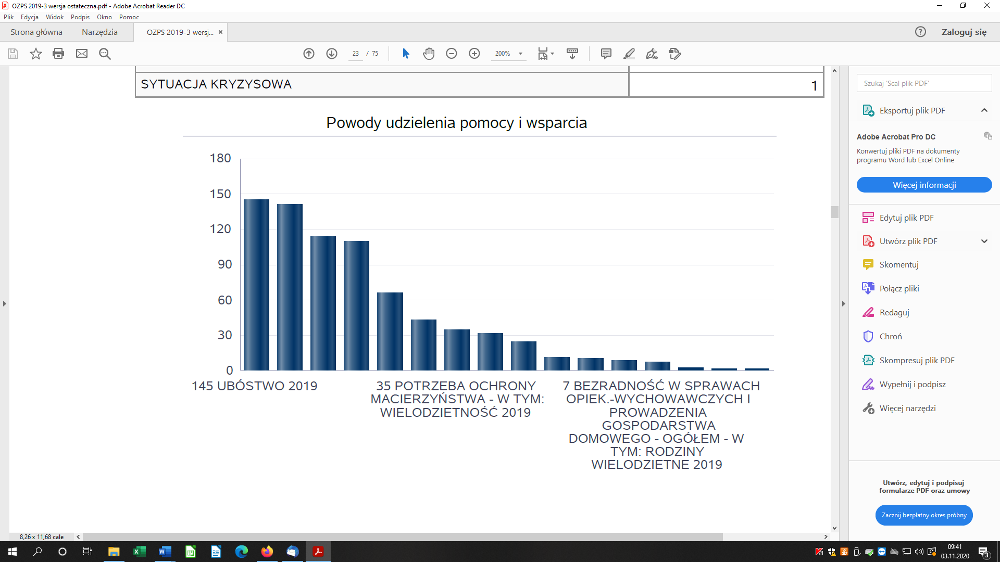 OZPS 2019-3 wersja ostateczna.pdf - Adobe Acrobat Reader DC
Plik Edycja Widok Podpis Okno Pomoc
Strona główna Narzędzia OZPS 2019-3 wersj... × Zaloguj się
23 / 75 200%
SYTUACJA KRYZYSOWA 1
Powody udzielenia pomocy i wsparcia
180
150
120
90
60
30
0
145 UBÓSTWO 2019
35 POTRZEBA OCHRONY
MACIERZYŃSTWA - W TYM:
WIELODZIETNOŚĆ 2019
7 BEZRADNOŚĆ W SPRAWACH
OPIEK.-WYCHOWAWCZYCH I
PROWADZENIA
GOSPODARSTWA
DOMOWEGO - OGÓŁEM - W
TYM: RODZINY
WIELODZIETNE 2019
8,26 x 11,68 cale
Szukaj 'Scal plik PDF'
Eksportuj plik PDF
Adobe Acrobat Pro DC
Konwertuj pliki PDF na dokumenty
programu Word lub Excel Online
Więcej informacji
Edytuj plik PDF
Utwórz plik PDF
Skomentuj
Połącz pliki
Redaguj
Chroń
Skompresuj plik PDF
Wypełnij i podpisz
Więcej narzędzi
Utwórz, edytuj i podpisuj
formularze PDF oraz umowy
Zacznij bezpłatny okres próbny
09:41
03.11.2020
3